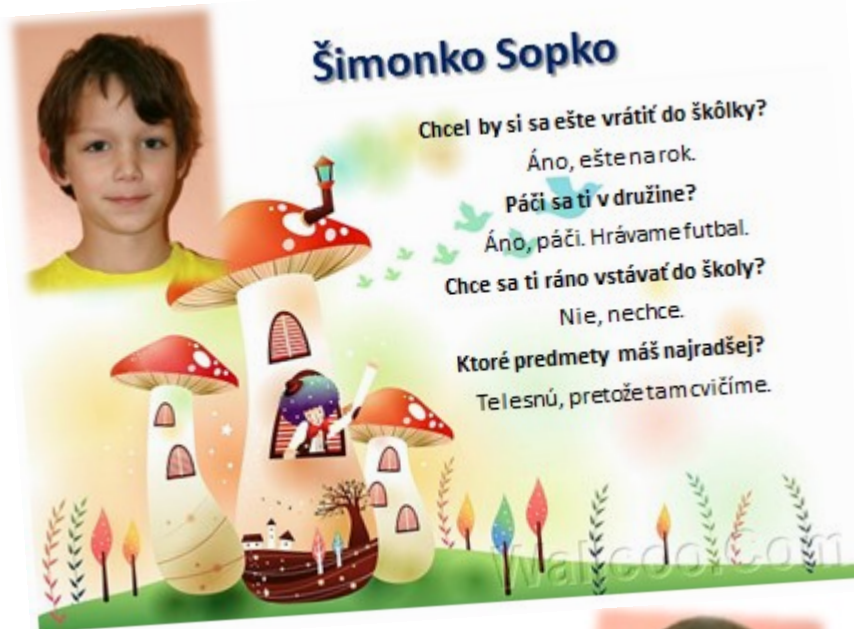 Šimonko Sopko
Chcel by si sa ešte vrátiť do škôlky?
Áno, ešte na rok.
Páči sa ti v družine?
Áno, páči. Hrávame futbal.
Chce sa ti ráno vstávať do školy?
Nie, nechce.
Ktoré predmety máš najradšej?
Telesnú, pretože tam cvičíme.
Walcoo.Com